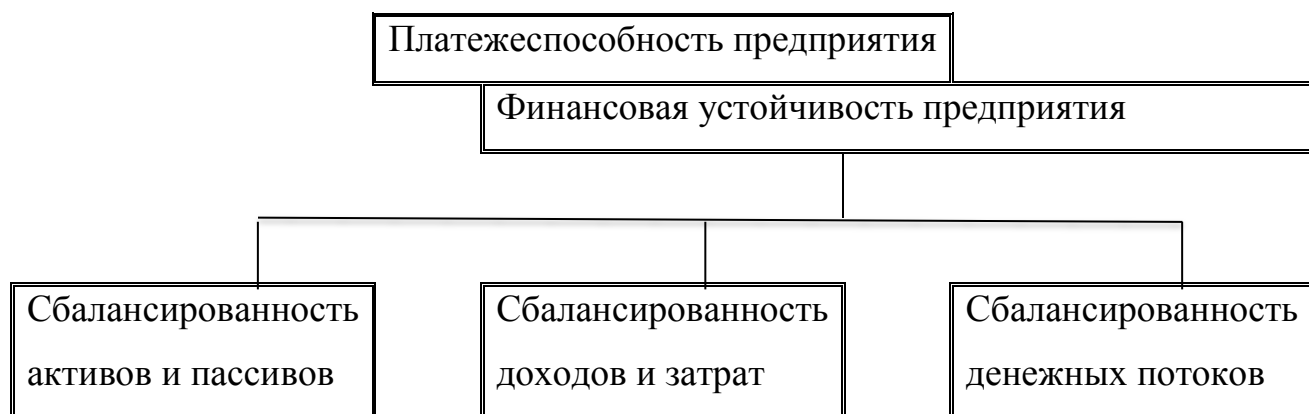 Платежеспособность предприятия
Финансовая устойчивость предприятия
Сбалансированность
активов и пассивов
Сбалансированность
доходов и затрат
Сбалансированность
денежных потоков